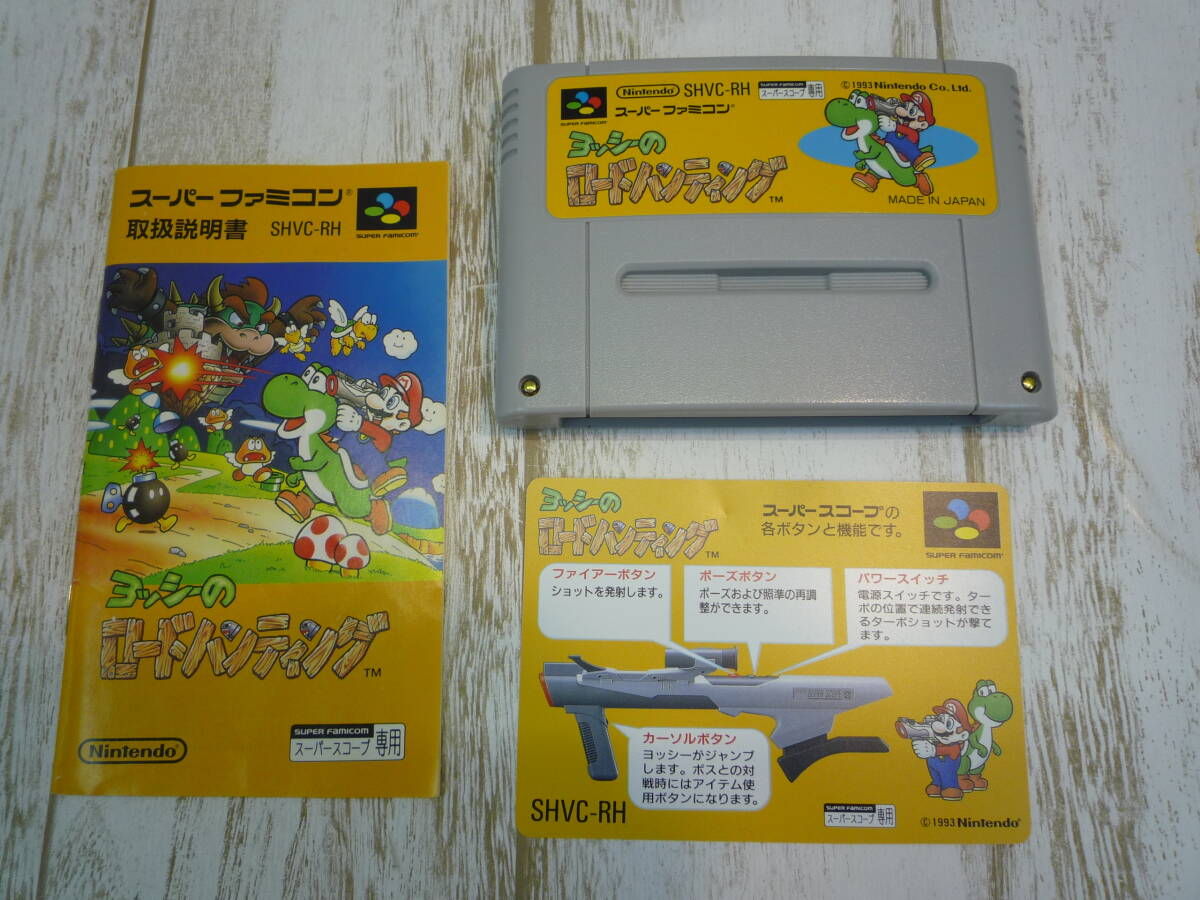 スーパーファミコン®
取扱説明書 SHVC-RH
SUPER FAMICOM®
ヨッシーの
ロードハンティング™
Nintendo®
SUPER FAMICOM
スーパースコープ 専用
Nintendo® SHVC-RH
SUPER FAMICOM
スーパースコープ 専用
©1993 Nintendo Co., Ltd.
SUPER FAMICOM
スーパーファミコン®
ヨッシーの
ロードハンティング™
MADE IN JAPAN
ヨッシーの
ロードハンティング™
スーパースコープの
各ボタンと機能です。
SUPER FAMICOM®
ファイアーボタン
ショットを発射します。
ポーズボタン
ポーズおよび照準の再調
整ができます。
パワースイッチ
電源スイッチです。ター
ボの位置で連続発射でき
るターボショットが撃て
ます。
カーソルボタン
ヨッシーがジャンプ
します。ボスとの対
戦時にはアイテム使
用ボタンになります。
SHVC-RH
SUPER FAMICOM
スーパースコープ 専用
©1993 Nintendo®